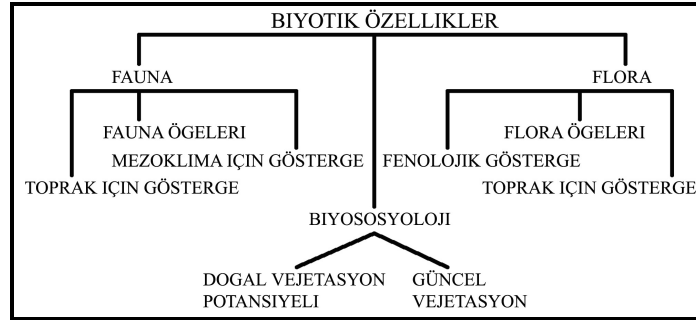 BIYOTIK ÖZELLIKLER
FAUNA
FLORA
FAUNA ÖGELERI
FLORA ÖGELERI
MEZOKLIMA IÇIN GÖSTERGE
FENOLOJIK GÖSTERGE
TOPRAK IÇIN GÖSTERGE
TOPRAK IÇIN GÖSTERGE
BIYOSOSYOLOJI
DOGAL VEJETASYON
POTANSIYELI
GÜNCEL
VEJETASYON